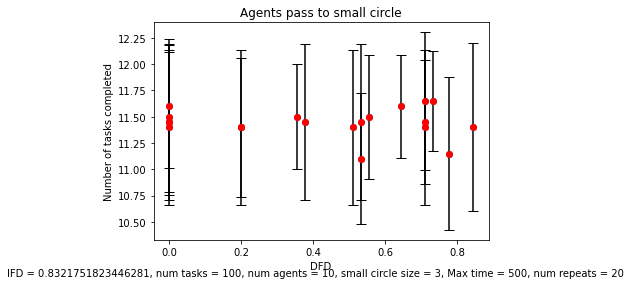 Agents pass to small circle
Number of tasks completed
12.25
12.00
11.75
11.50
11.25
11.00
10.75
10.50
0.0 0.2 0.4 0.6 0.8
DFD
IFD = 0.8321751823446281, num tasks = 100, num agents = 10, small circle size = 3, Max time = 500, num repeats = 20